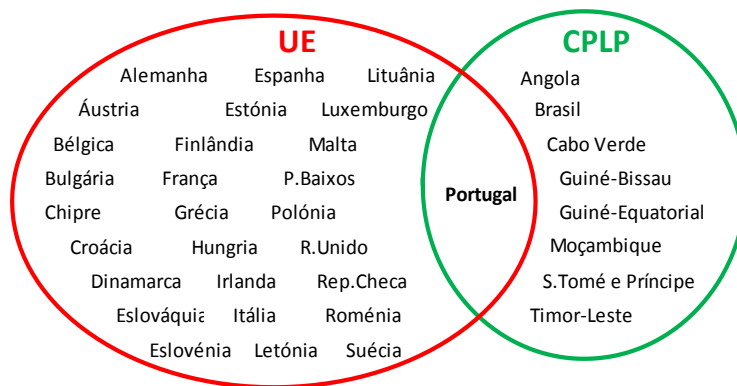 UE CPLP
Alemanha Espanha Lituânia Angola
Áustria Estónia Luxemburgo Brasil
Bélgica Finlândia Malta Cabo Verde
Bulgária França P.Baixos Portugal Guiné-Bissau
Chipre Grécia Polónia Guiné-Equatorial
Croácia Hungria R.Unido Moçambique
Dinamarca Irlanda Rep.Checa S.Tomé e Príncipe
Eslováquia Itália Roménia Timor-Leste
Eslovénia Letónia Suécia